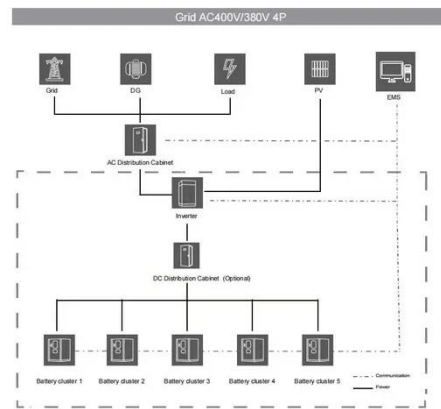 Grid AC400V/380V 4P
Grid
DG
Load
PV
EMS
AC Distribution Cabinet
Inverter
DC Distribution Cabinet (Optional)
Battery cluster 1
Battery cluster 2
Battery cluster 3
Battery cluster 4
Battery cluster 5
Communication
Power